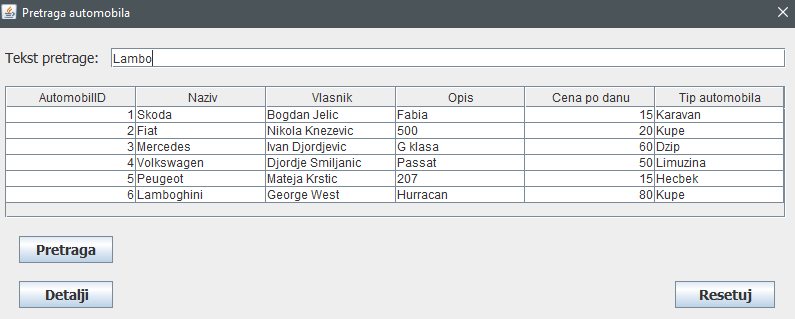 Pretraga automobila
Tekst pretrage: Lambo
AutomobilID Naziv Vlasnik Opis Cena po danu Tip automobila
1 Skoda Bogdan Jelic Fabia 15 Karavan
2 Fiat Nikola Knezevic 500 20 Kupe
3 Mercedes Ivan Djordjevic G klasa 60 Dzip
4 Volkswagen Djordje Smiljanic Passat 50 Limuzina
5 Peugeot Mateja Krstic 207 15 Hecbek
6 Lamboghini George West Hurracan 80 Kupe
Pretraga
Detalji Resetuj